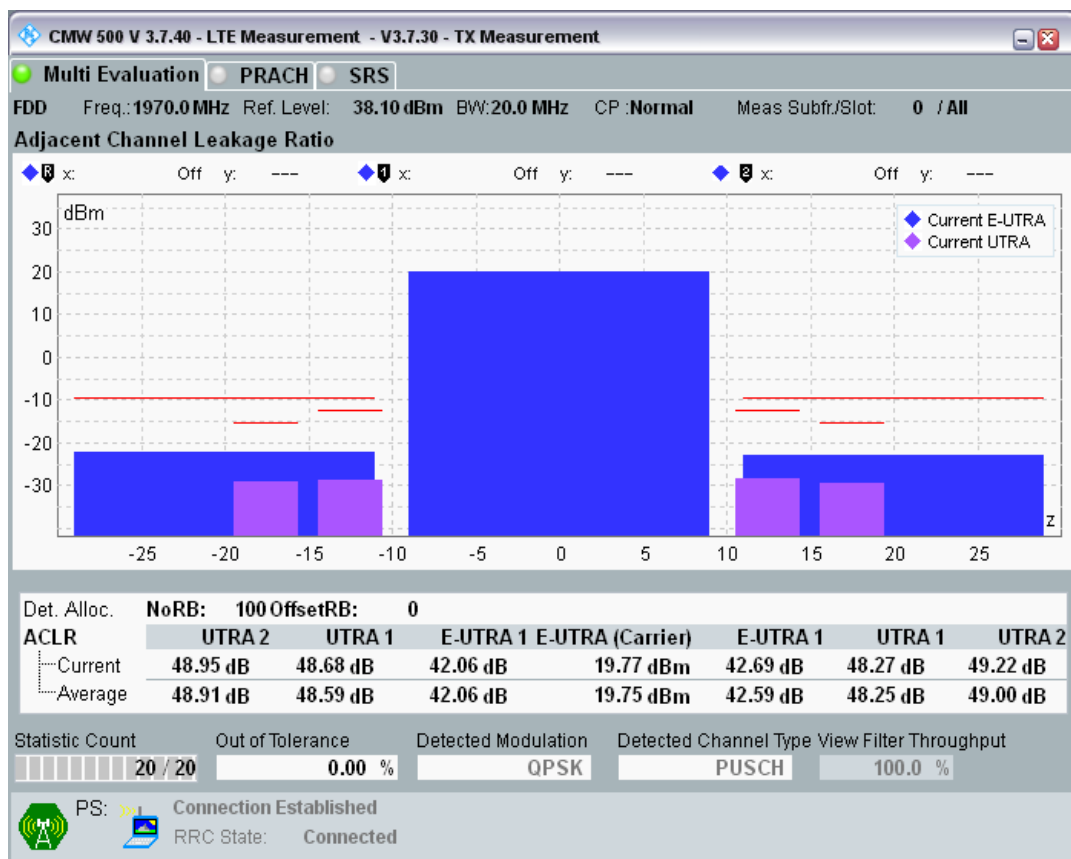 CMW 500 V 3.7.40 - LTE Measurement - V3.7.30 - TX Measurement
Multi Evaluation PRACH SRS
FDD Freq.: 1970.0 MHz Ref. Level: 38.10 dBm BW: 20.0 MHz CP : Normal Meas Subfr./Slot: 0 / All
Adjacent Channel Leakage Ratio
R x: Off y: --- 1 x: Off y: --- 2 x: Off y: ---
dBm
Current E-UTRA
Current UTRA
30
20
10
0
-10
-20
-30
z
-25 -20 -15 -10 -5 0 5 10 15 20 25
Det. Alloc. NoRB: 100 OffsetRB: 0
ACLR UTRA 2 UTRA 1 E-UTRA 1 E-UTRA (Carrier) E-UTRA 1 UTRA 1 UTRA 2
Current 48.95 dB 48.68 dB 42.06 dB 19.77 dBm 42.69 dB 48.27 dB 49.22 dB
Average 48.91 dB 48.59 dB 42.06 dB 19.75 dBm 42.59 dB 48.25 dB 49.00 dB
Statistic Count Out of Tolerance Detected Modulation Detected Channel Type View Filter Throughput
20 / 20 0.00 % QPSK PUSCH 100.0 %
PS: Connection Established
RRC State: Connected